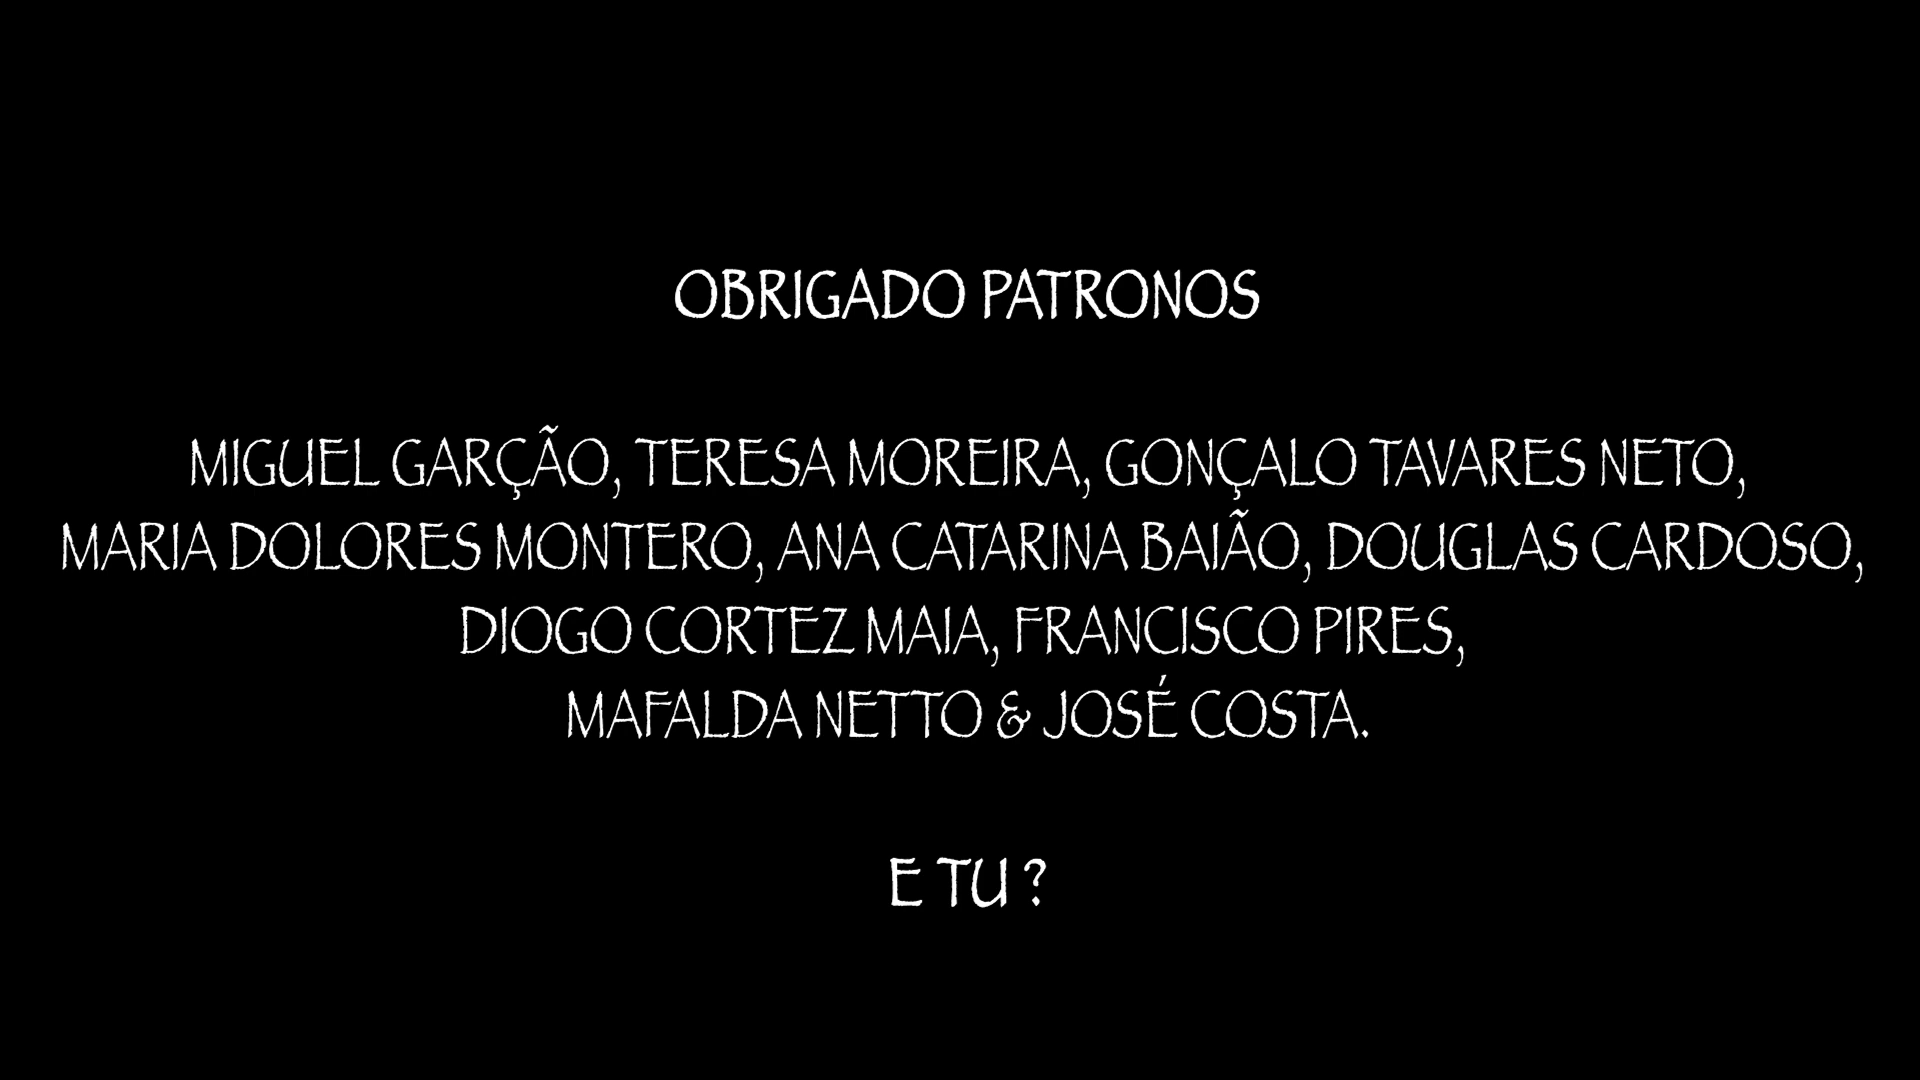 OBRIGADO PATRONOS
MIGUEL GARÇÃO, TERESA MOREIRA, GONÇALO TAVARES NETO,
MARIA DOLORES MONTERO, ANA CATARINA BAIÃO, DOUGLAS CARDOSO,
DIOGO CORTEZ MAIA, FRANCISCO PIRES,
MAFALDA NETTO & JOSÉ COSTA.
E TU ?